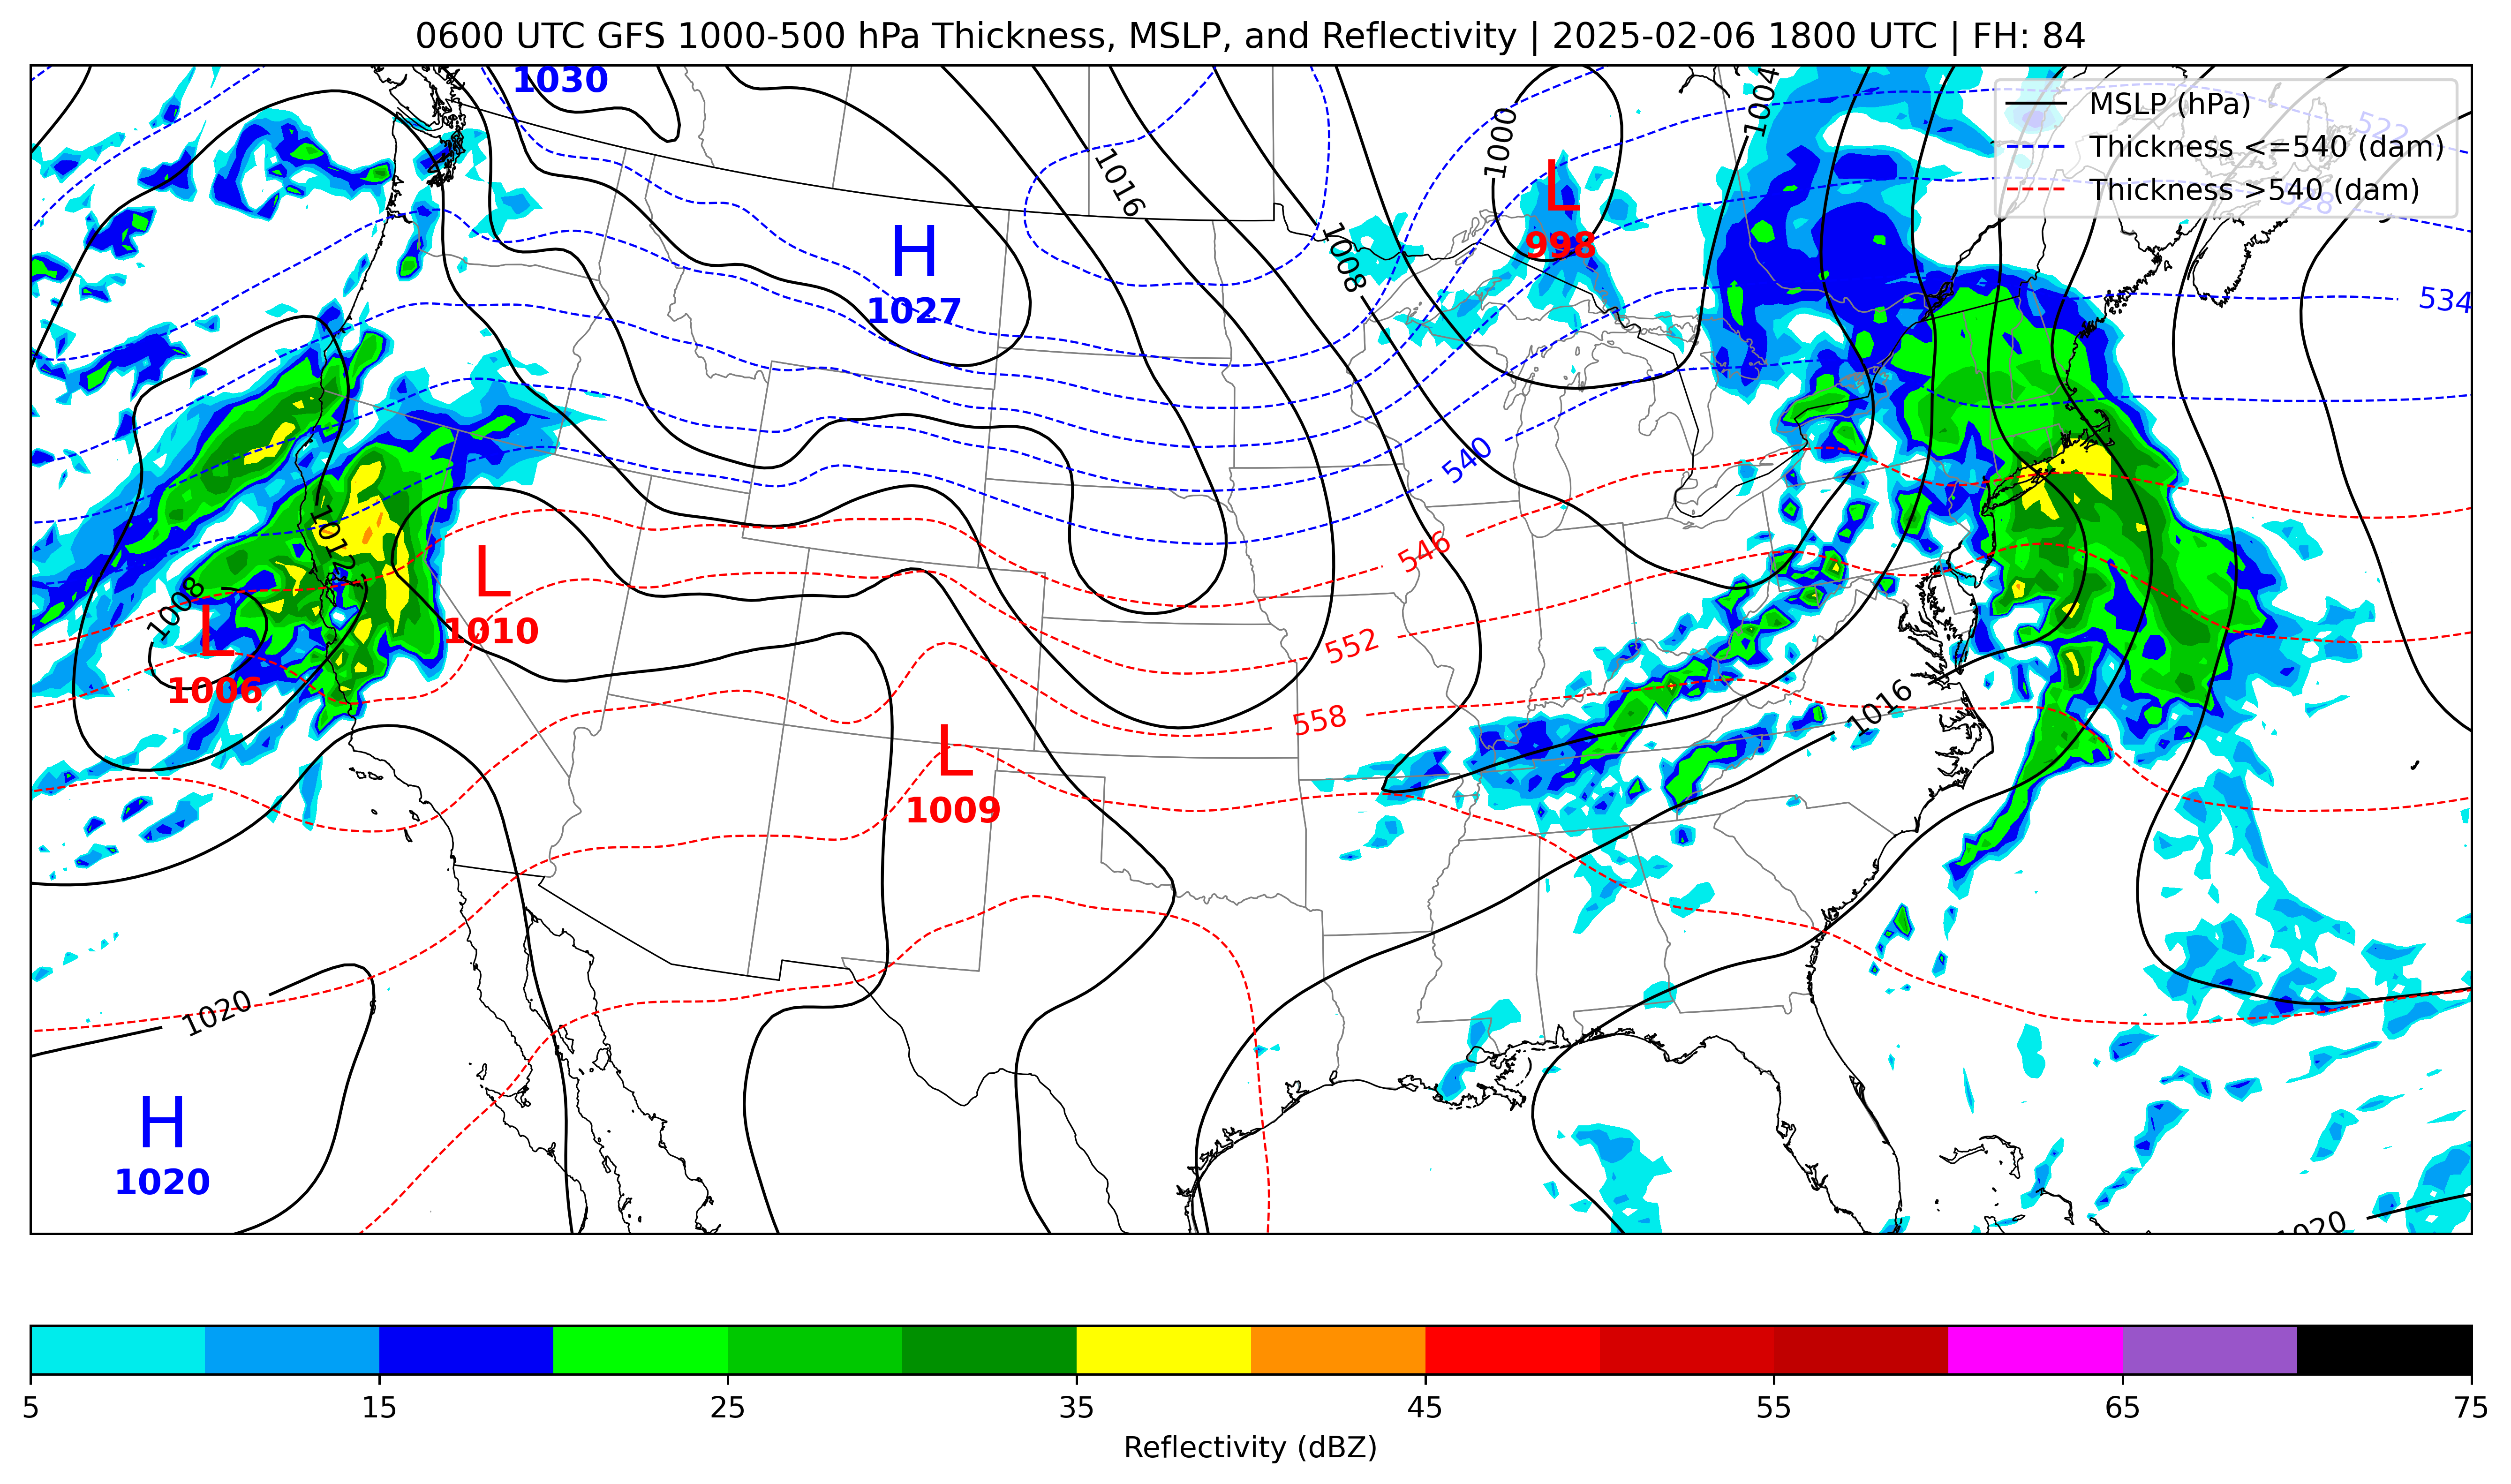 0600 UTC GFS 1000-500 hPa Thickness, MSLP, and Reflectivity | 2025-02-06 1800 UTC | FH: 84
1030
MSLP (hPa)
Thickness <=540 (dam)
Thickness >540 (dam)
1004
1000
522
528
1016
L
998
H
1027
1008
534
540
1012
546
L
1010
1008
L
1006
552
558
1016
L
1009
1020
H
1020
1020
5
15
25
35
45
55
65
75
Reflectivity (dBZ)